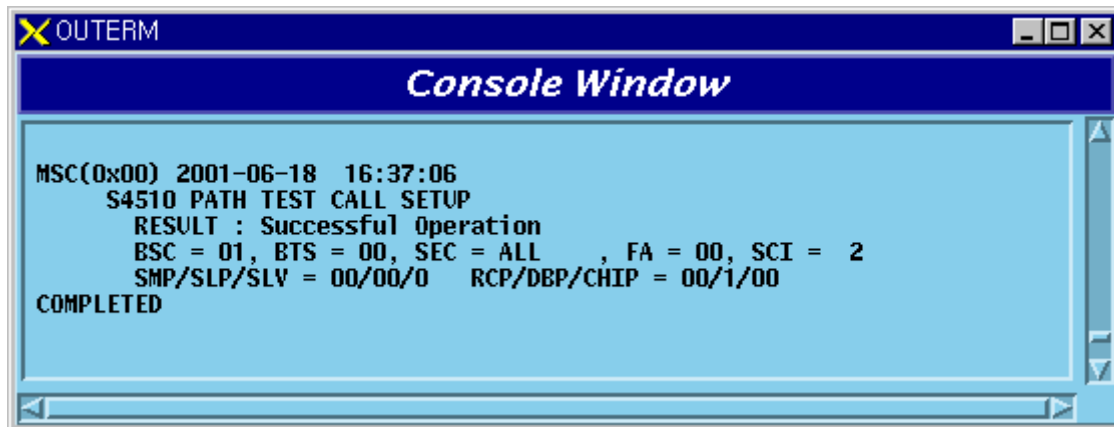 OUTERM
Console Window
MSC(0x00) 2001-06-18  16:37:06
S4510 PATH TEST CALL SETUP
RESULT : Successful Operation
BSC = 01, BTS = 00, SEC = ALL    , FA = 00, SCI =  2
SMP/SLP/SLV = 00/00/0   RCP/DBP/CHIP = 00/1/00
COMPLETED